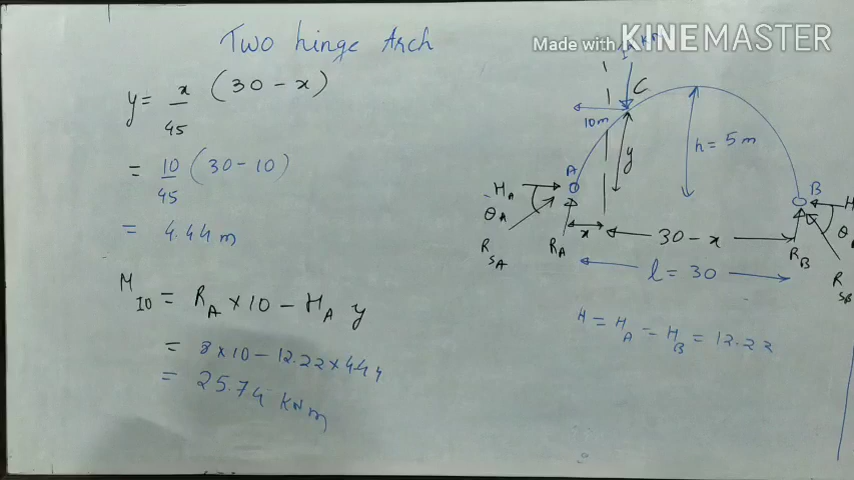 Two hinge Arch
Made with KINEMASTER
y = x/45 (30 - x)
= 10/45 (30 - 10)
= 4.44 m
M10 = RA × 10 - HA y
= 8 × 10 - 12.22 × 4.44
= 25.74 kNm
C
10m
y
h = 5m
A
B
HA
θA
RSA
RA
x
30 - x
RB
H
θ
RSB
l = 30
H = HA - HB = 12.22